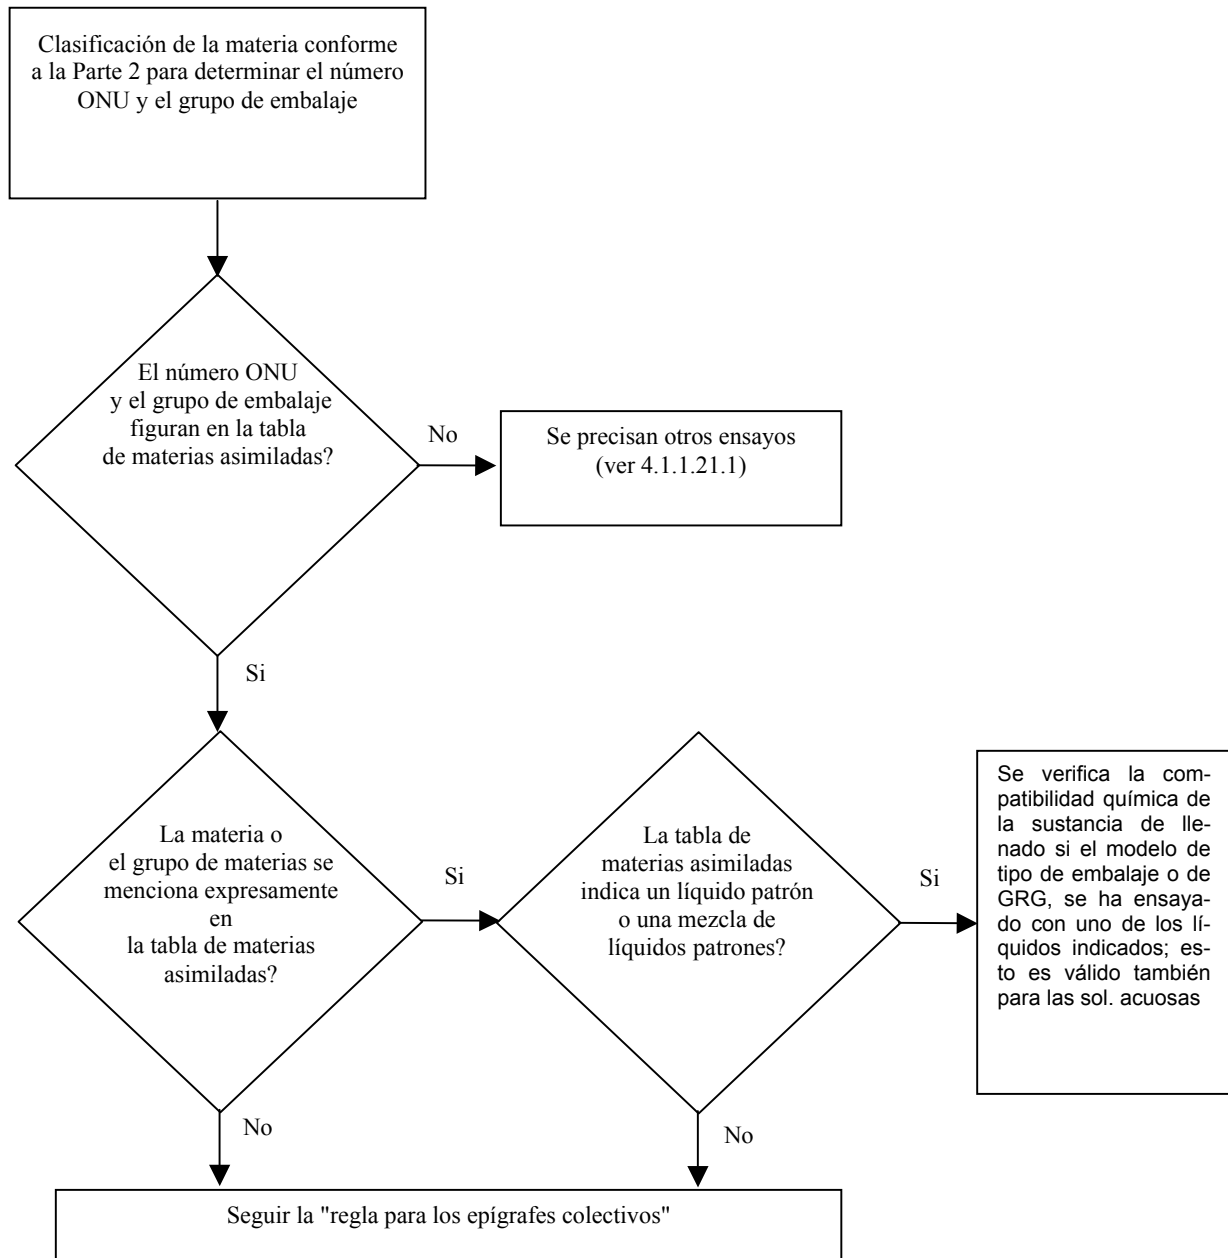 Clasificación de la materia conforme
a la Parte 2 para determinar el número
ONU y el grupo de embalaje
El número ONU
y el grupo de embalaje
figuran en la tabla
de materias asimiladas?
No
Se precisan otros ensayos
(ver 4.1.1.21.1)
Si
La materia o
el grupo de materias se
menciona expresamente
en
la tabla de materias
asimiladas?
Si
La tabla de
materias asimiladas
indica un líquido patrón
o una mezcla de
líquidos patrones?
Si
Se verifica la com-
patibilidad química de
la sustancia de lle-
nado si el modelo de
tipo de embalaje o de
GRG, se ha ensaya-
do con uno de los lí-
quidos indicados; es-
to es válido también
para las sol. acuosas
No
No
Seguir la "regla para los epígrafes colectivos"